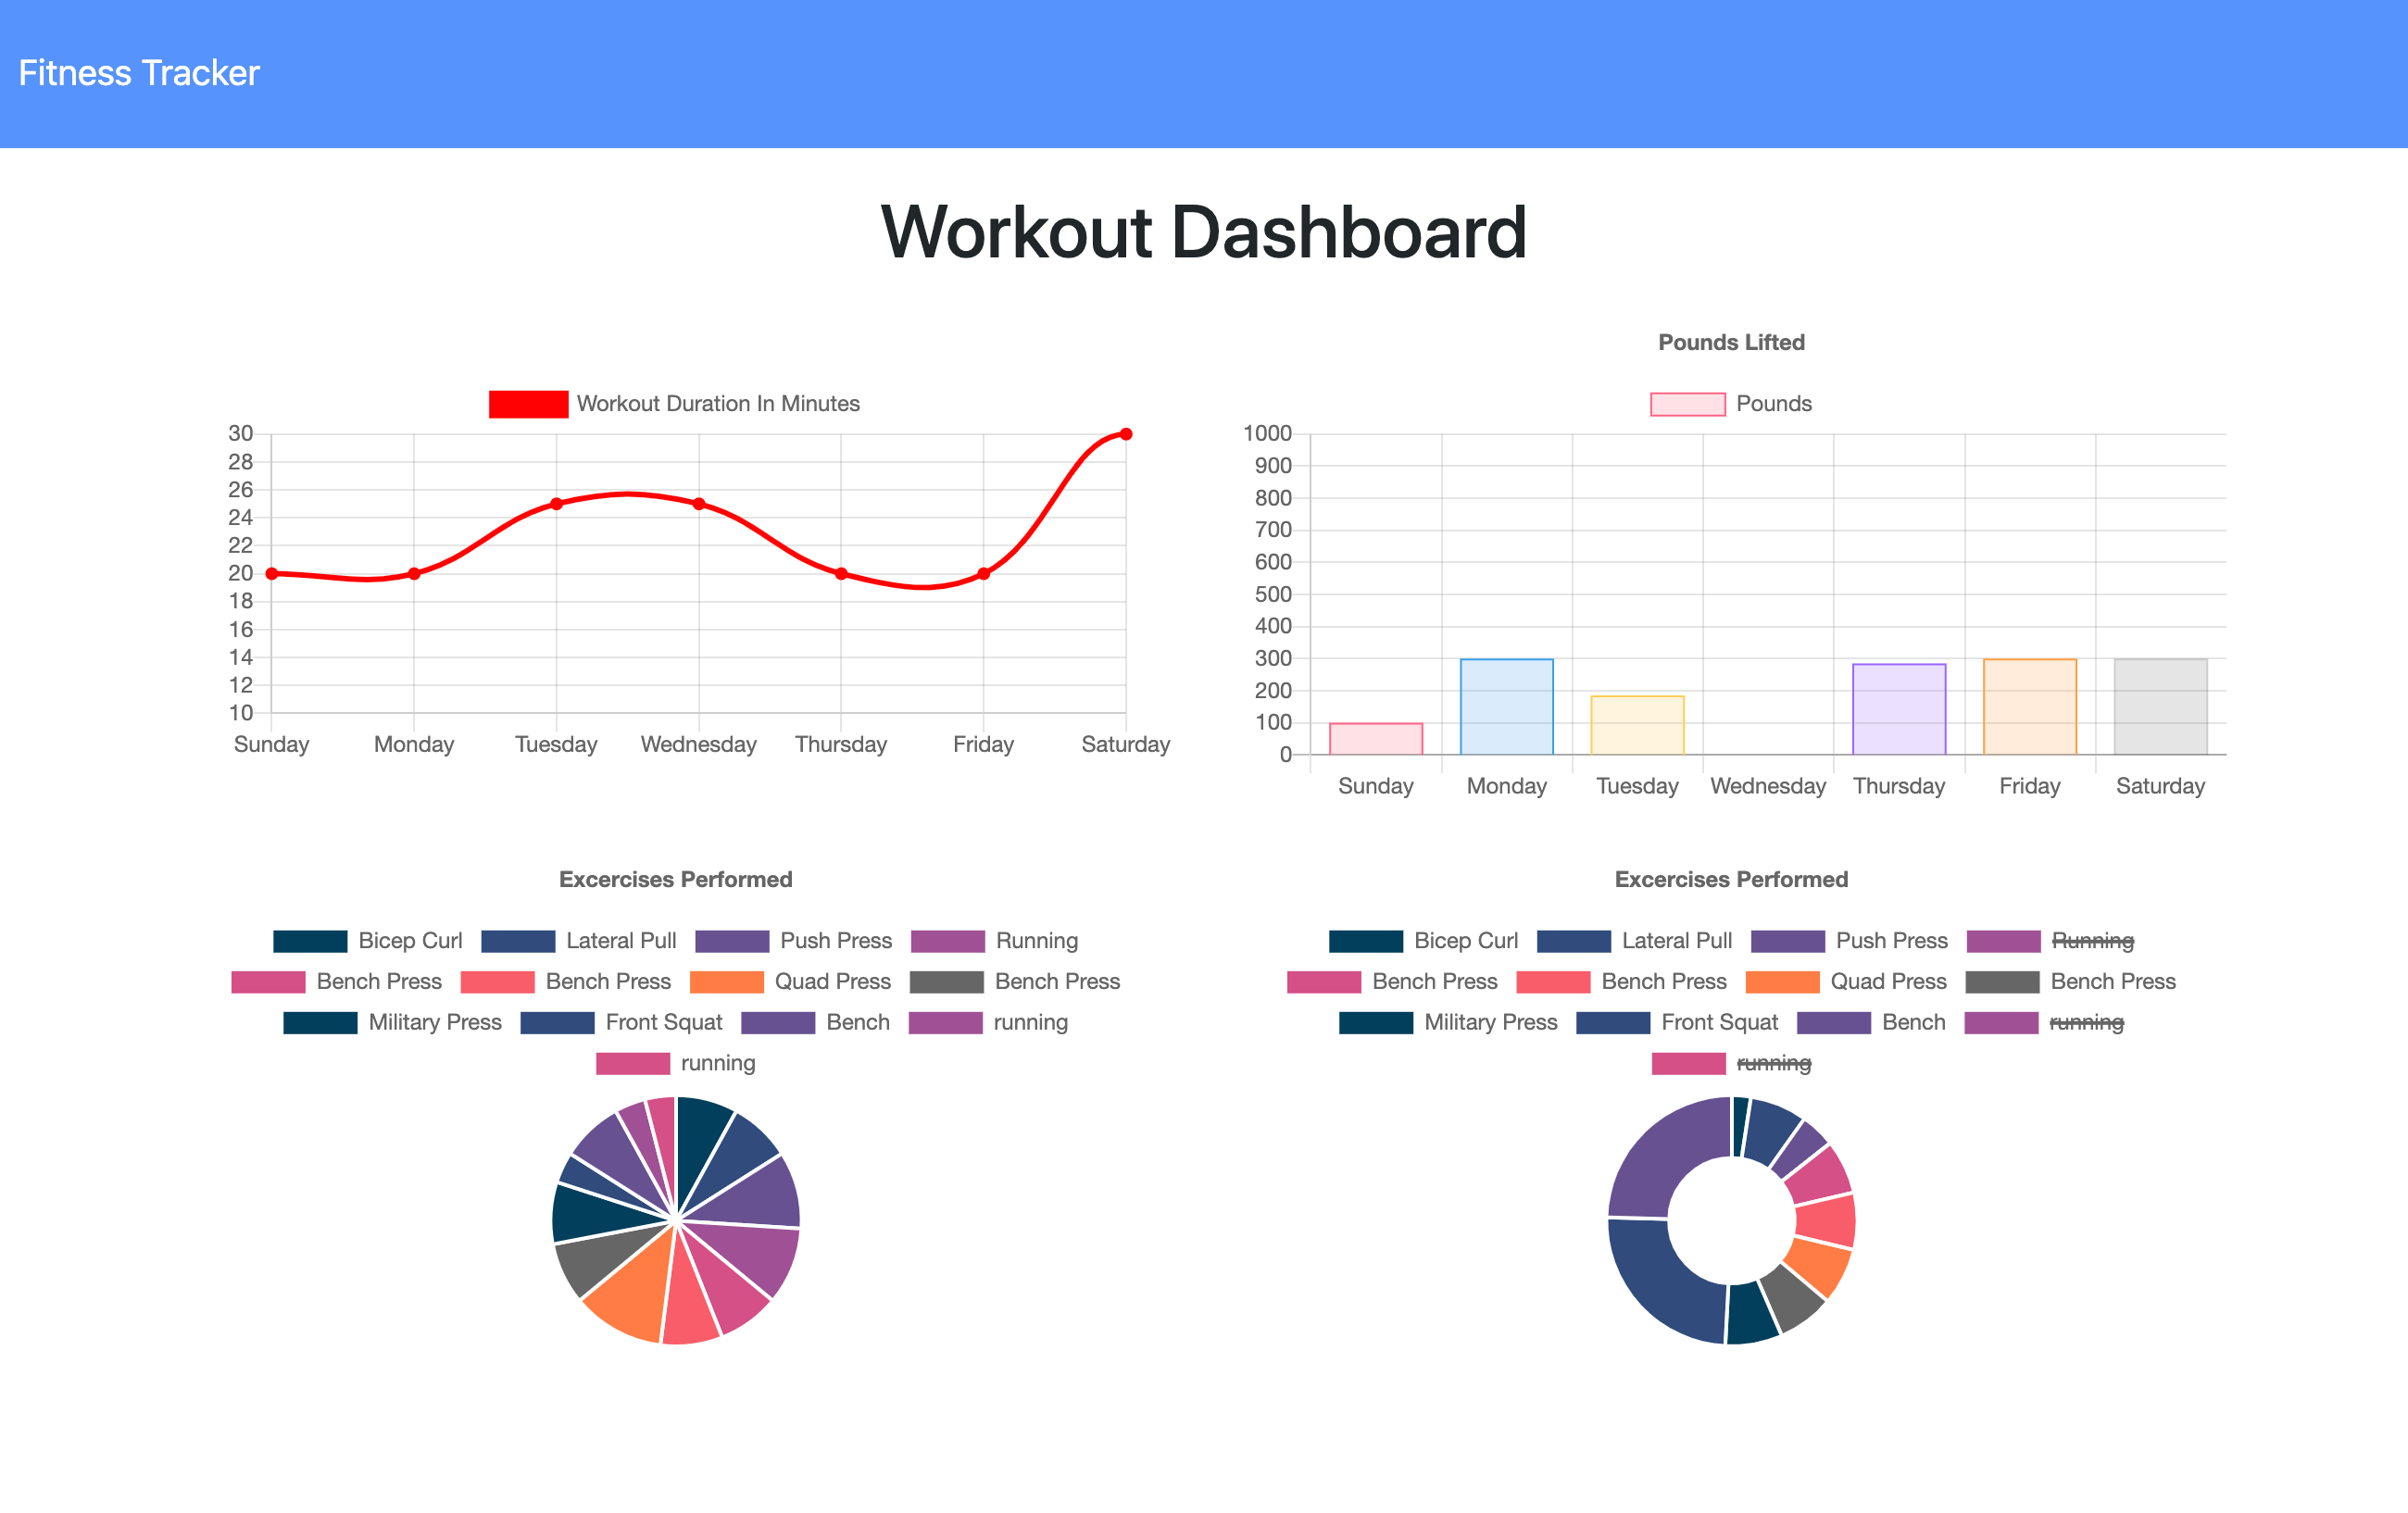 Fitness Tracker
Workout Dashboard
Workout Duration In Minutes
30
28
26
24
22
20
18
16
14
12
10
Sunday Monday Tuesday Wednesday Thursday Friday Saturday
Pounds Lifted
Pounds
1000
900
800
700
600
500
400
300
200
100
0
Sunday Monday Tuesday Wednesday Thursday Friday Saturday
Excercises Performed
Bicep Curl Lateral Pull Push Press Running
Bench Press Bench Press Quad Press Bench Press
Military Press Front Squat Bench running
running
Excercises Performed
Bicep Curl Lateral Pull Push Press Running
Bench Press Bench Press Quad Press Bench Press
Military Press Front Squat Bench running
running